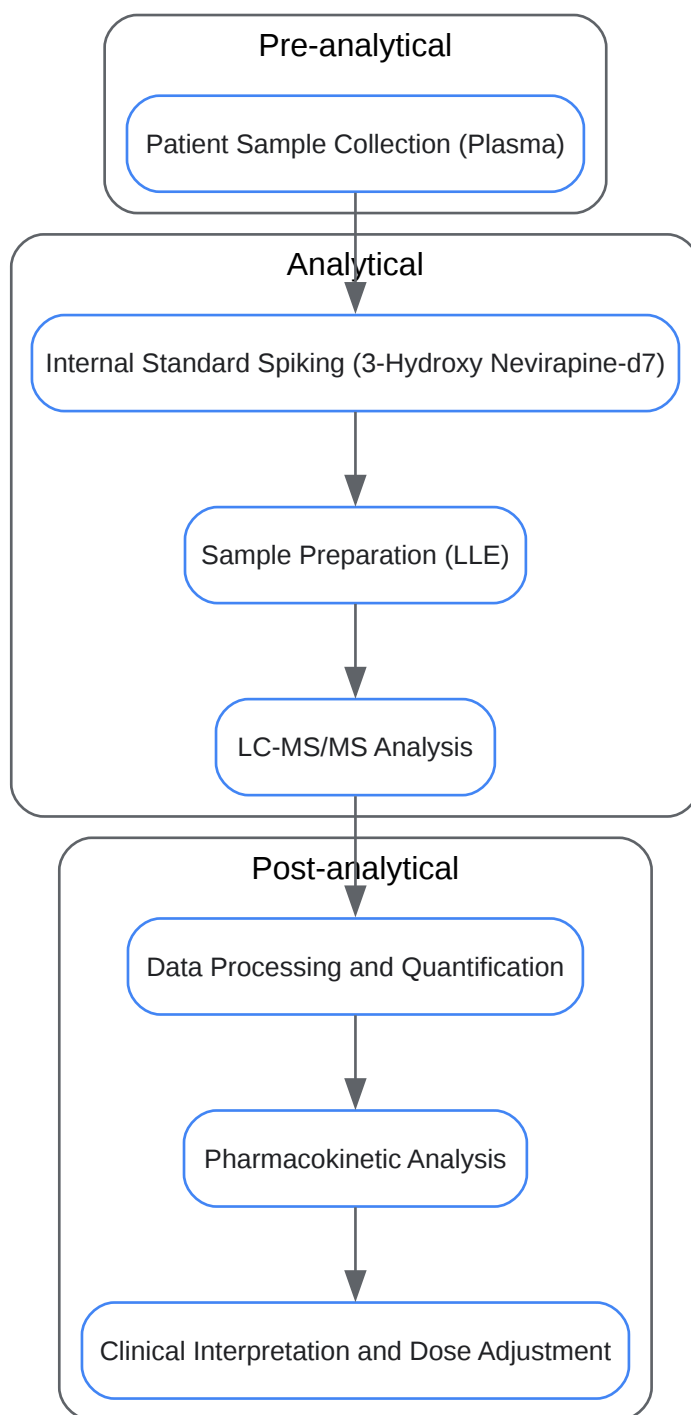 Pre-analytical
Patient Sample Collection (Plasma)
Analytical
Internal Standard Spiking (3-Hydroxy Nevirapine-d7)
Sample Preparation (LLE)
LC-MS/MS Analysis
Post-analytical
Data Processing and Quantification
Pharmacokinetic Analysis
Clinical Interpretation and Dose Adjustment